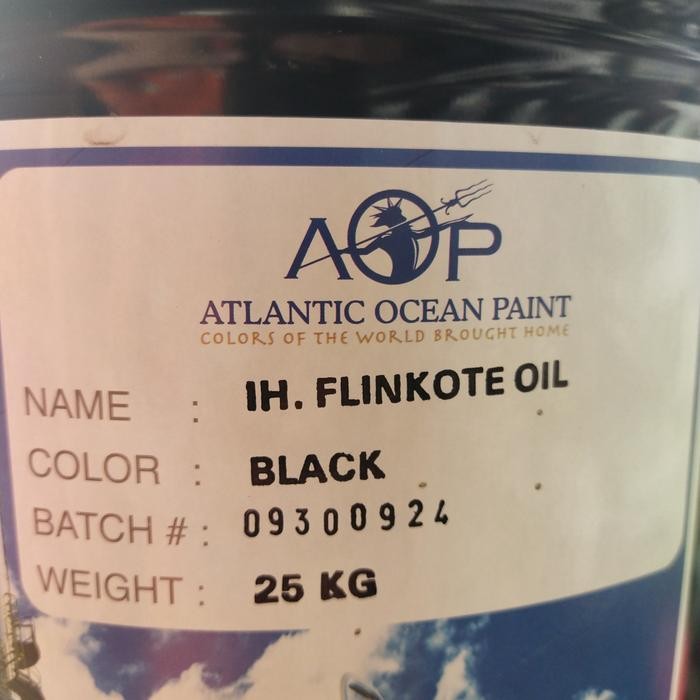 AOP
ATLANTIC OCEAN PAINT
COLORS OF THE WORLD BROUGHT HOME
NAME : IH. FLINKOTE OIL
COLOR : BLACK
BATCH # : 09300924
WEIGHT : 25 KG